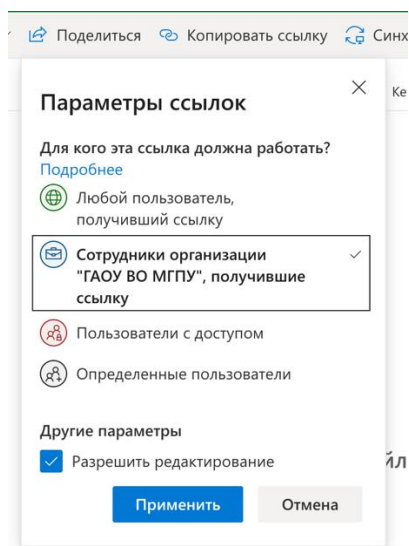 Поделиться Копировать ссылку Синх
Параметры ссылок
Ке
Для кого эта ссылка должна работать?
Подробнее
Любой пользователь,
получивший ссылку
Сотрудники организации
"ГАОУ ВО МГПУ", получившие
ссылку
Пользователи с доступом
Определенные пользователи
Другие параметры
Разрешить редактирование
йл
Применить Отмена